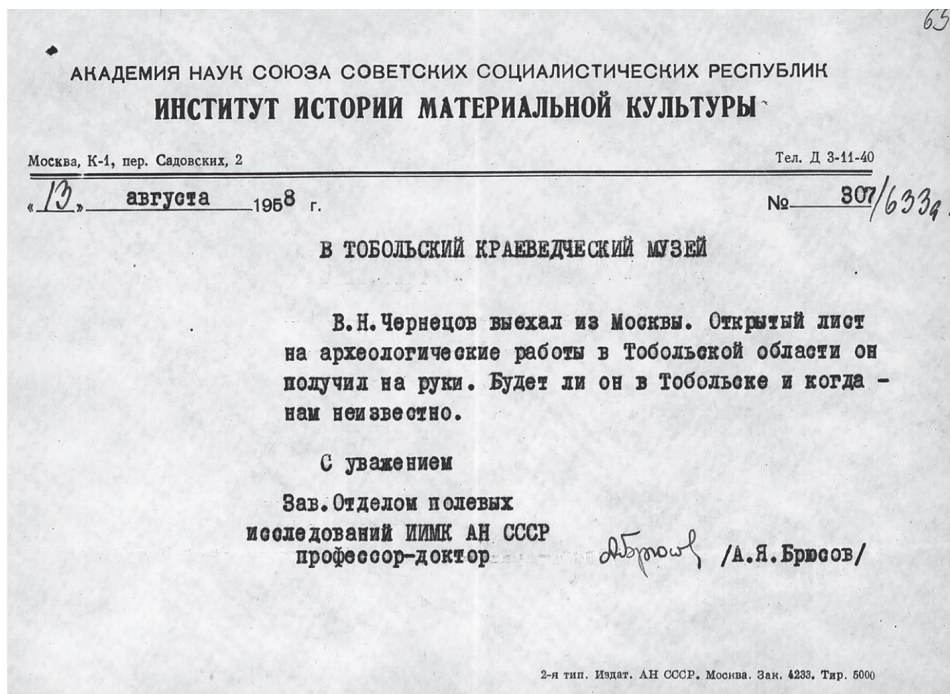 65
АКАДЕМИЯ НАУК СОЮЗА СОВЕТСКИХ СОЦИАЛИСТИЧЕСКИХ РЕСПУБЛИК
ИНСТИТУТ ИСТОРИИ МАТЕРИАЛЬНОЙ КУЛЬТУРЫ
Москва, К-1, пер. Садовских, 2 Тел. Д 3-11-40
«13» августа 1958 г. № 307/633а
В ТОБОЛЬСКИЙ КРАЕВЕДЧЕСКИЙ МУЗЕЙ
В.Н.Чернецов выехал из Москвы. Открытый лист
на археологические работы в Тобольской области он
получил на руки. Будет ли он в Тобольске и когда -
нам неизвестно.
С уважением
Зав.Отделом полевых
исследований ИИМК АН СССР
профессор-доктор АБрюсов /А.Я.Брюсов/
2-я тип. Издат. АН СССР. Москва. Зак. 4233. Тир. 5000